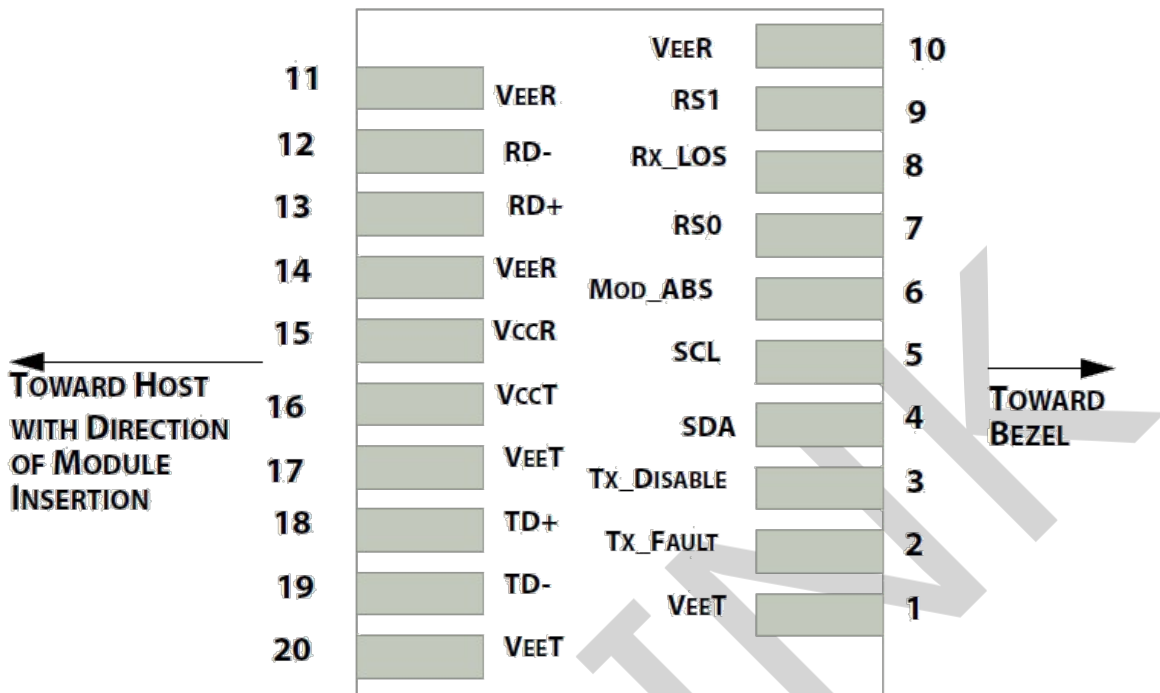 VEER 10
11 VEER
RS1 9
12 RD-
RX_LOS 8
13 RD+
RS0 7
14 VEER
MOD_ABS 6
15 VCCR
SCL 5
TOWARD HOST
WITH DIRECTION
OF MODULE
INSERTION
TOWARD
BEZEL
16 VCCT
SDA 4
17 VEET
TX_DISABLE 3
18 TD+
TX_FAULT 2
19 TD-
VEET 1
20 VEET
INK